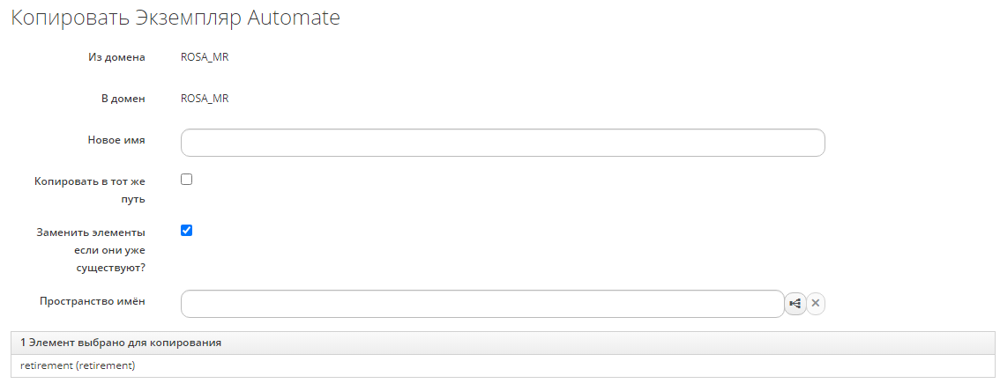 Копировать Экземпляр Automate
Из домена ROSA_MR
В домен ROSA_MR
Новое имя
Копировать в тот же
путь
Заменить элементы
если они уже
существуют?
Пространство имён
1 Элемент выбрано для копирования
retirement (retirement)